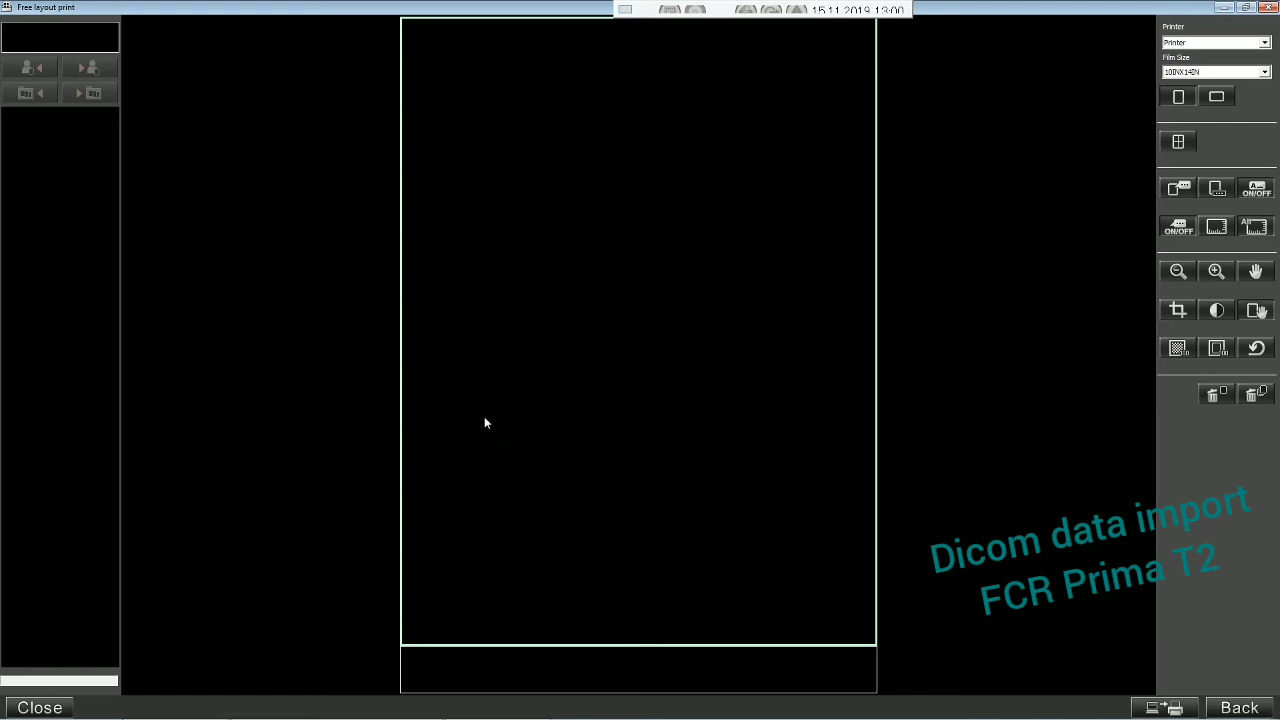 Free layout print
15.11.2019 13:00
Printer
Printer
Film Size
10INX14IN
A
ON/OFF
ON/OFF
All
Dicom data import
FCR Prima T2
Close
Back